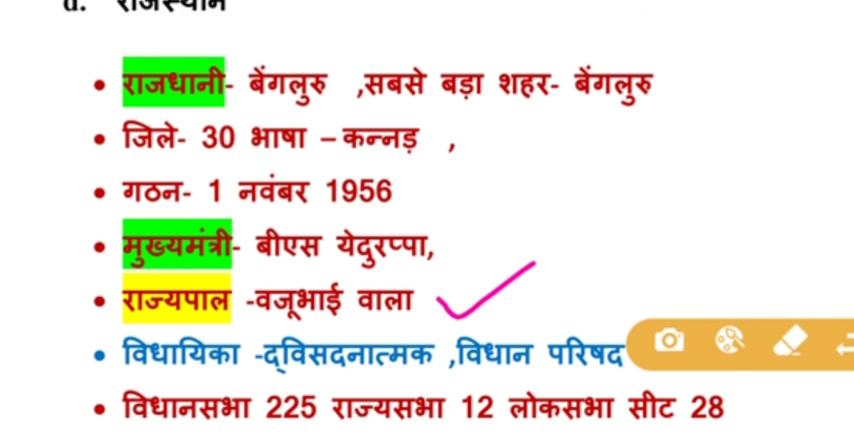 d. राजस्थान
राजधानी- बेंगलुरु ,सबसे बड़ा शहर- बेंगलुरु
जिले- 30 भाषा – कन्नड़ ,
गठन- 1 नवंबर 1956
मुख्यमंत्री- बीएस येदुरप्पा,
राज्यपाल -वजूभाई वाला
विधायिका -द्विसदनात्मक ,विधान परिषद
विधानसभा 225 राज्यसभा 12 लोकसभा सीट 28